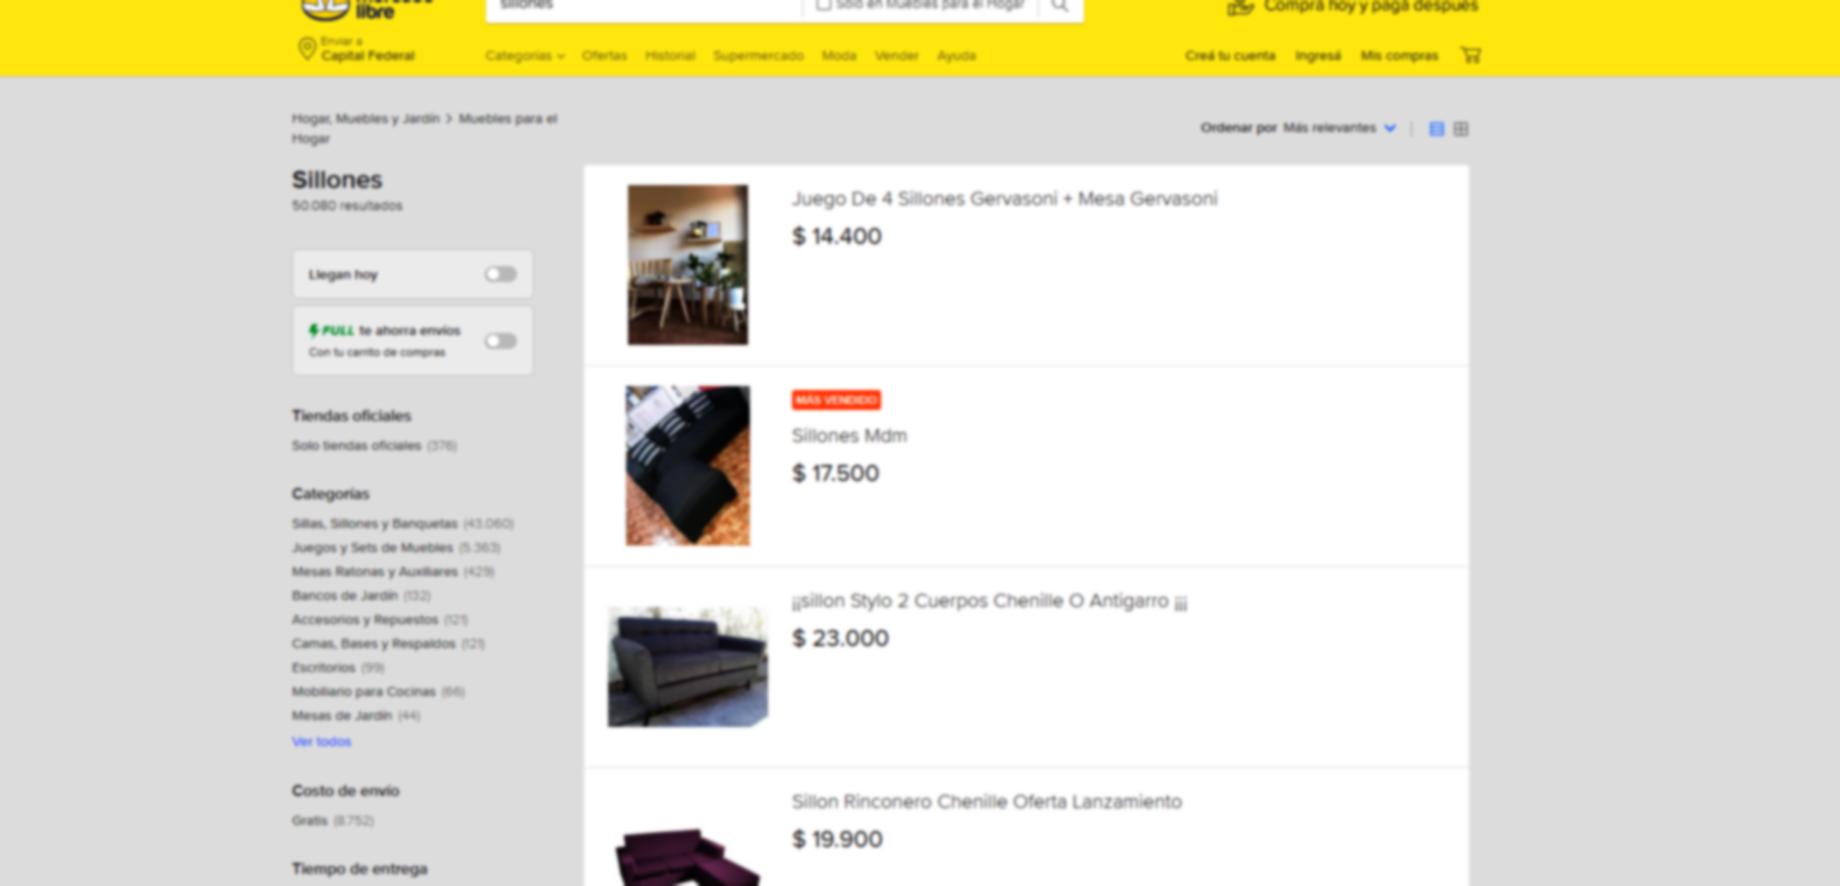 libre
sillones
Solo en Muebles para el Hogar
Comprá hoy y pagá después
Enviar a
Capital Federal
Categorías Ofertas Historial Supermercado Moda Vender Ayuda
Creá tu cuenta Ingresá Mis compras
Hogar, Muebles y Jardín > Muebles para el
Hogar
Ordenar por Más relevantes
Sillones
50.080 resultados
Llegan hoy
FULL te ahorra envíos
Con tu carrito de compras
Tiendas oficiales
Solo tiendas oficiales (376)
Categorías
Sillas, Sillones y Banquetas (43.060)
Juegos y Sets de Muebles (5.363)
Mesas Ratonas y Auxiliares (429)
Bancos de Jardín (132)
Accesorios y Repuestos (121)
Camas, Bases y Respaldos (121)
Escritorios (99)
Mobiliario para Cocinas (66)
Mesas de Jardín (44)
Ver todos
Costo de envío
Gratis (8.752)
Tiempo de entrega
Juego De 4 Sillones Gervasoni + Mesa Gervasoni
$ 14.400
MÁS VENDIDO
Sillones Mdm
$ 17.500
¡¡sillon Stylo 2 Cuerpos Chenille O Antigarro ¡¡¡
$ 23.000
Sillon Rinconero Chenille Oferta Lanzamiento
$ 19.900